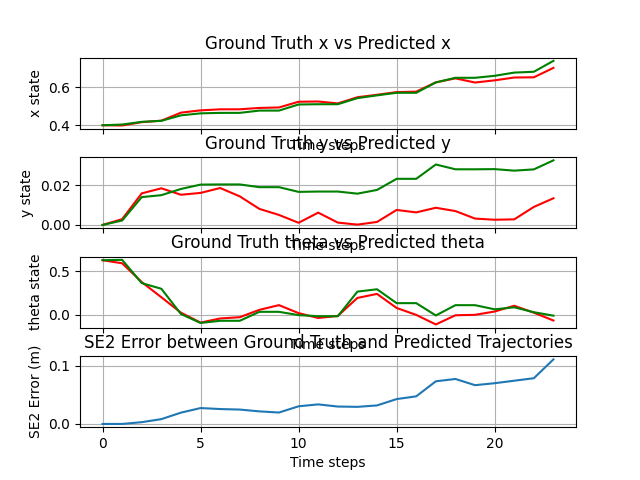 Ground Truth x vs Predicted x
x state
0.6
0.4
Time steps
Ground Truth y vs Predicted y
y state
0.02
0.00
Time steps
Ground Truth theta vs Predicted theta
theta state
0.5
0.0
Time steps
SE2 Error between Ground Truth and Predicted Trajectories
SE2 Error (m)
0.1
0.0
0 5 10 15 20
Time steps